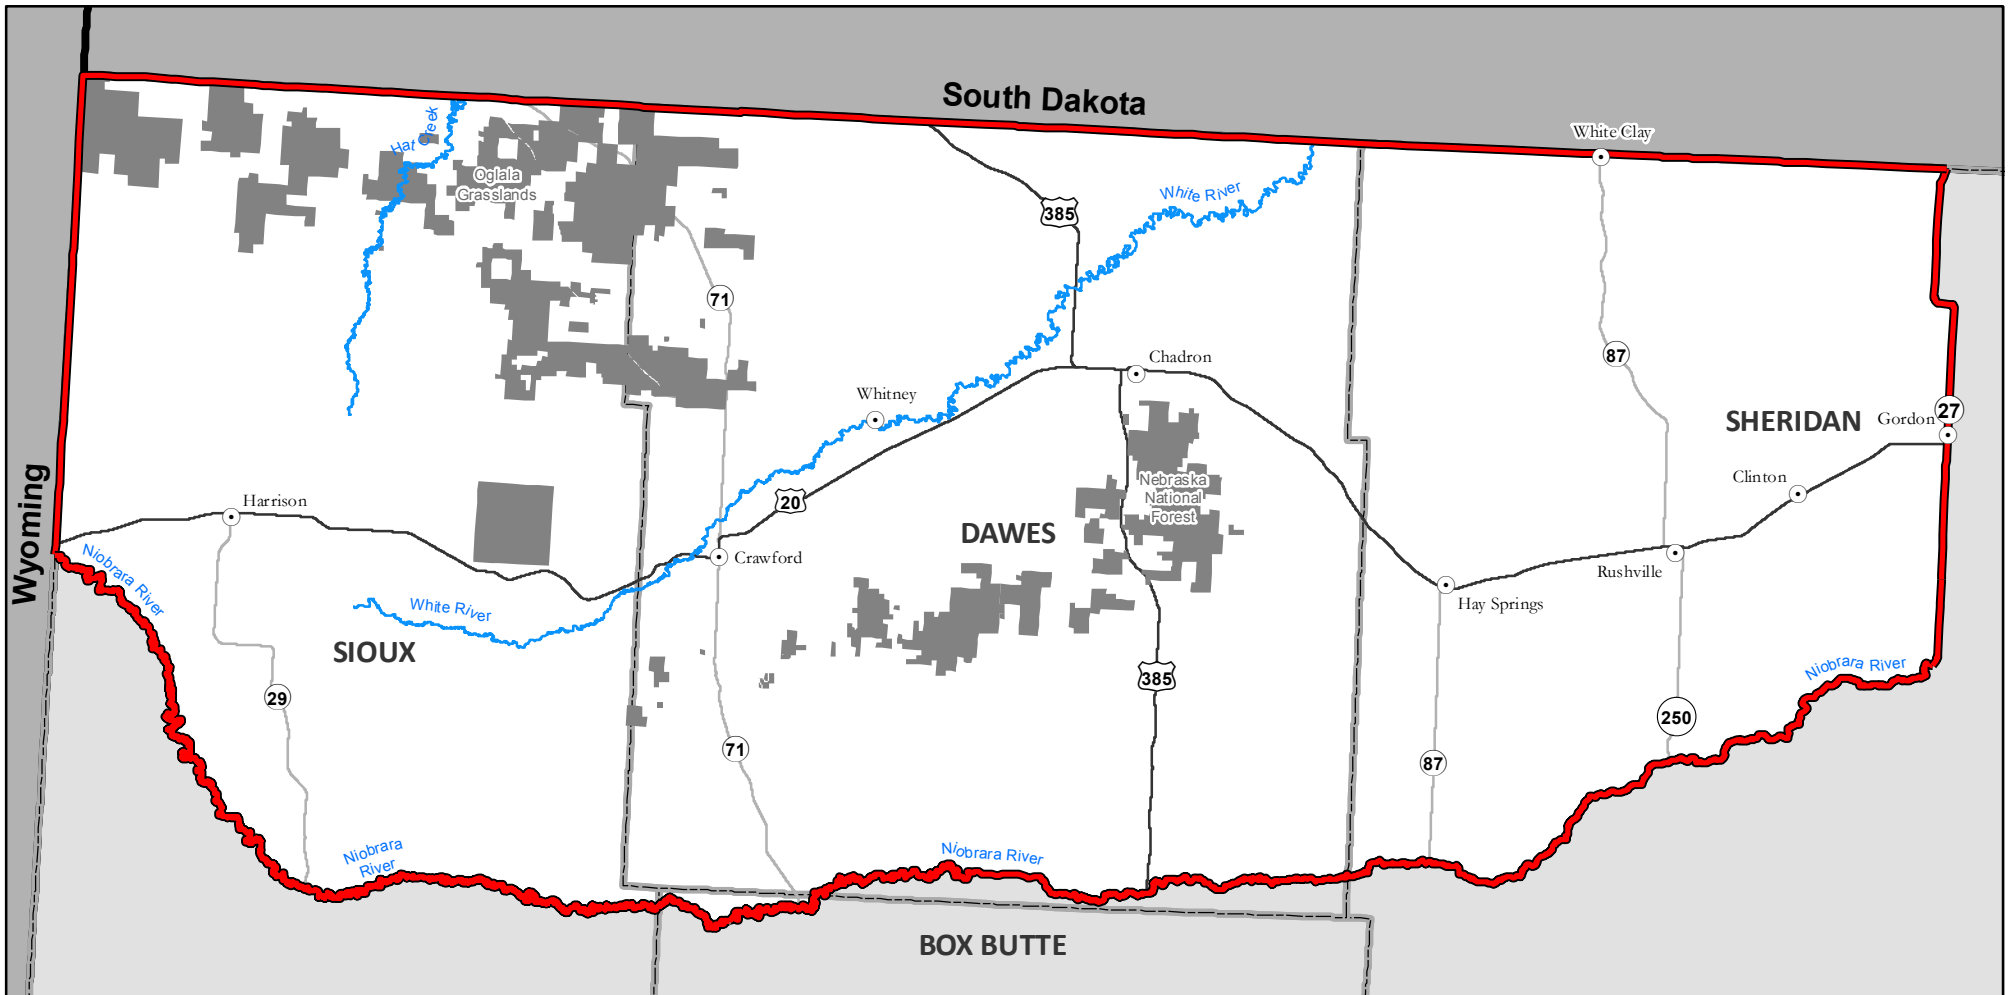 South Dakota
White Clay
Hat Creek
Oglala
Grasslands
White River
385
71
87
Chadron
Whitney
27
Gordon
SHERIDAN
Clinton
Wyoming
Harrison
20
Nebraska
National
Forest
DAWES
Crawford
Niobrara River
Rushville
Hay Springs
White River
SIOUX
Niobrara River
385
29
250
71
87
Niobrara
River
Niobrara River
BOX BUTTE